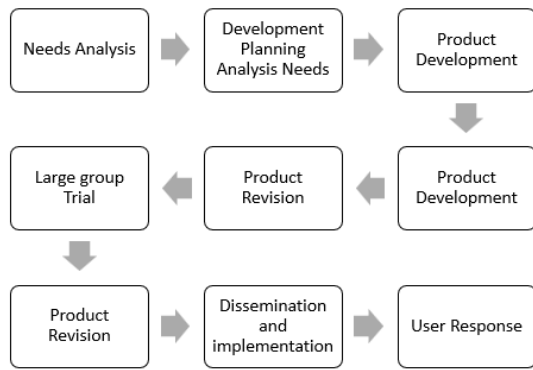 Needs Analysis
Development
Planning
Analysis Needs
Product
Development
Product
Development
Product
Revision
Large group
Trial
Product
Revision
Dissemination
and
implementation
User Response